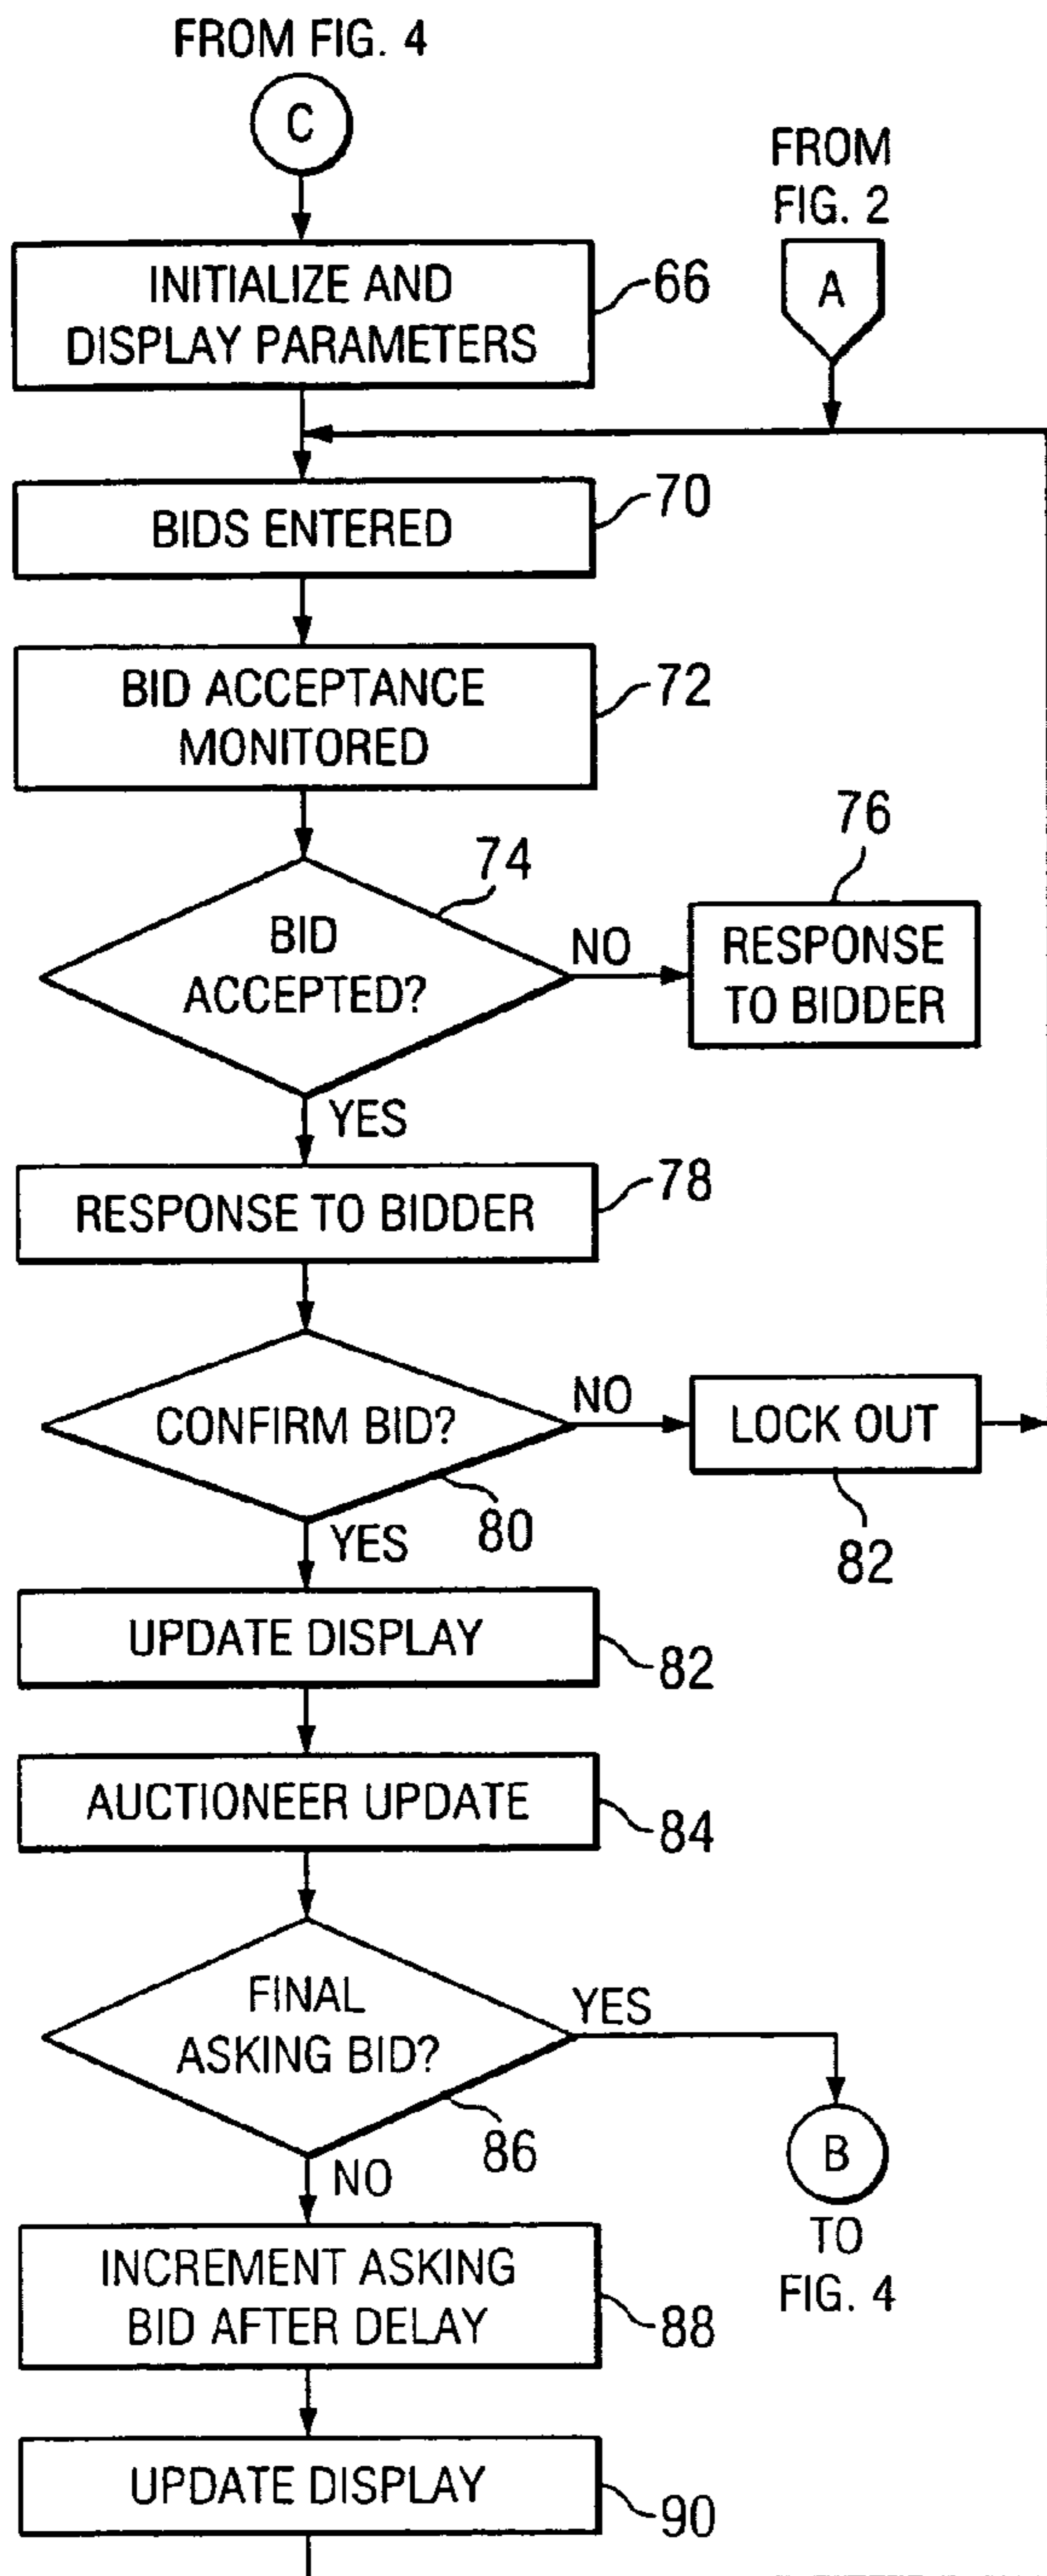 FROM FIG. 4
C
FROM
FIG. 2
A
INITIALIZE AND
DISPLAY PARAMETERS
66
BIDS ENTERED
70
BID ACCEPTANCE
MONITORED
72
74
BID
ACCEPTED?
NO
76
RESPONSE
TO BIDDER
YES
RESPONSE TO BIDDER
78
CONFIRM BID?
NO
LOCK OUT
80
82
YES
UPDATE DISPLAY
82
AUCTIONEER UPDATE
84
FINAL
ASKING BID?
YES
86
B
TO
FIG. 4
NO
INCREMENT ASKING
BID AFTER DELAY
88
UPDATE DISPLAY
90